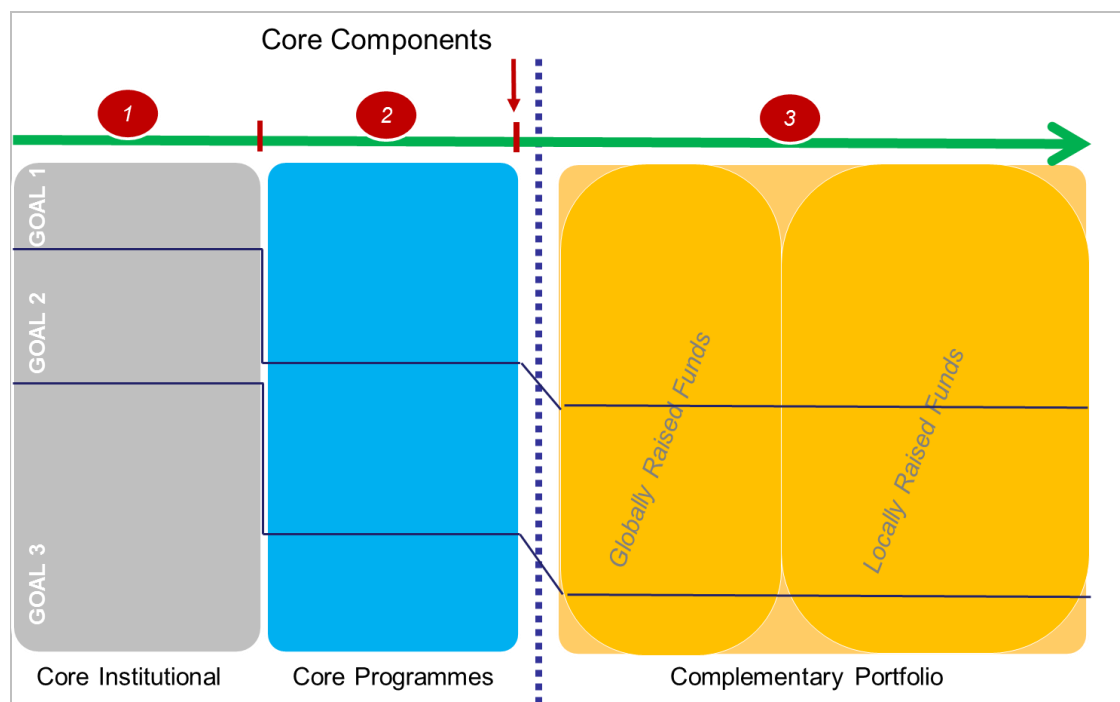 Core Components
1
2
3
GOAL 1
GOAL 2
GOAL 3
Globally Raised Funds
Locally Raised Funds
Core Institutional
Core Programmes
Complementary Portfolio